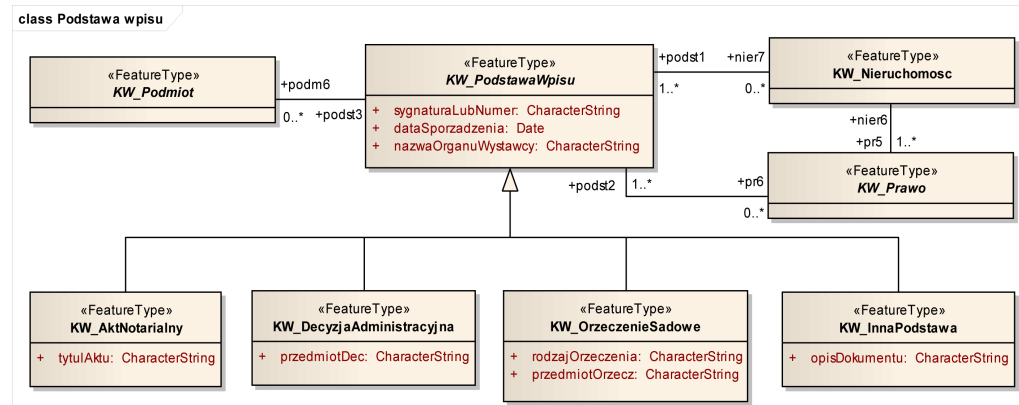 class Podstawa wpisu
«FeatureType»
KW_Podmiot
+podm6
0..*
+podst3
«FeatureType»
KW_PodstawaWpisu
+ sygnaturaLubNumer: CharacterString
+ dataSporzadzenia: Date
+ nazwaOrganuWystawcy: CharacterString
+podst1
1..*
+nier7
0..*
«FeatureType»
KW_Nieruchomosc
+nier6
+pr5
1..*
+podst2
1..*
+pr6
0..*
«FeatureType»
KW_Prawo
«FeatureType»
KW_AktNotarialny
+ tytulAktu: CharacterString
«FeatureType»
KW_DecyzjaAdministracyjna
+ przedmiotDec: CharacterString
«FeatureType»
KW_OrzeczenieSadowe
+ rodzajOrzeczenia: CharacterString
+ przedmiotOrzecz: CharacterString
«FeatureType»
KW_InnaPodstawa
+ opisDokumentu: CharacterString